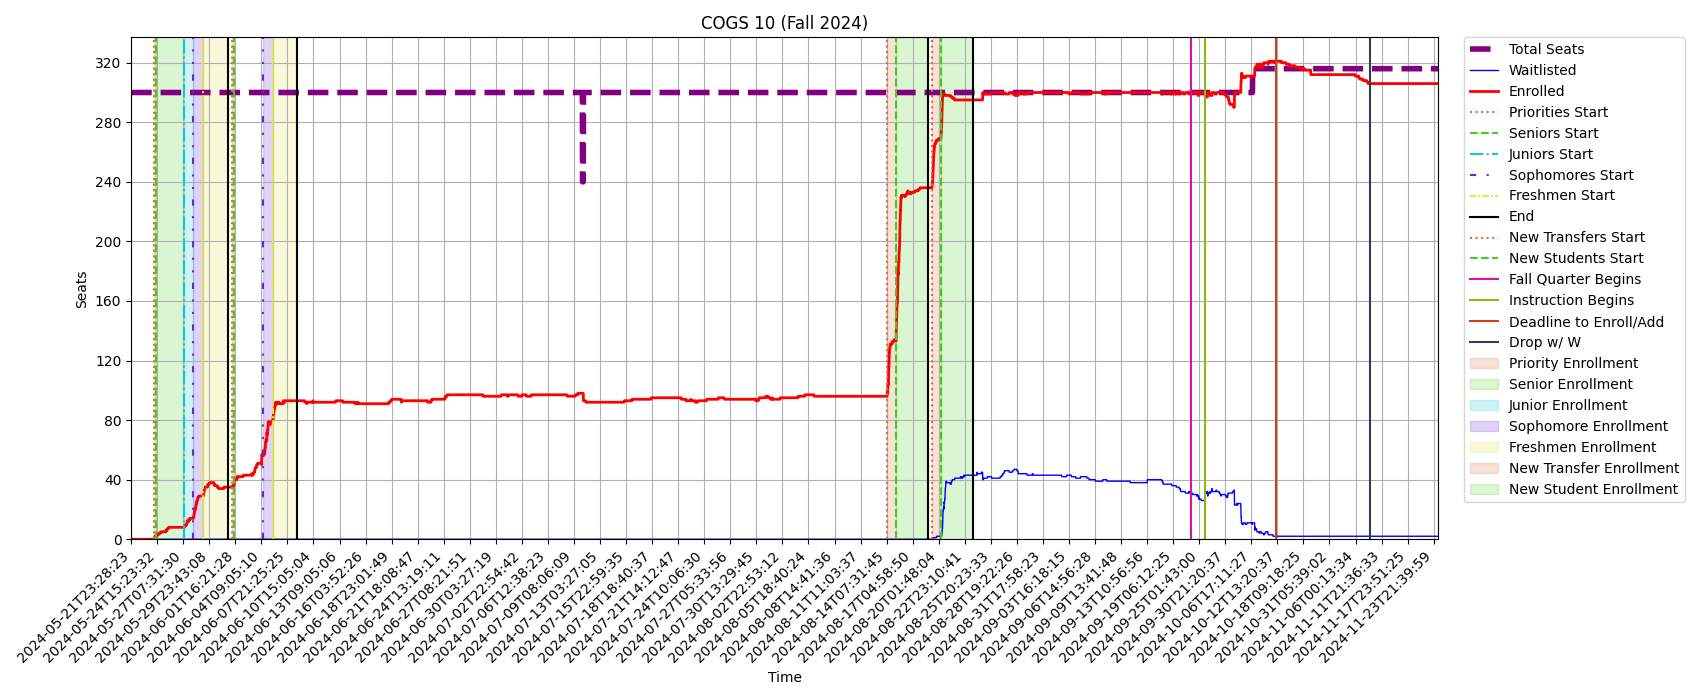 COGS 10 (Fall 2024)
Seats
320
280
240
200
160
120
80
40
0
2024-05-21T23:28:23
2024-05-24T15:23:32
2024-05-27T07:31:30
2024-05-29T23:43:08
2024-06-01T16:21:28
2024-06-04T09:05:10
2024-06-07T21:25:25
2024-06-10T15:05:04
2024-06-13T09:05:06
2024-06-16T03:52:26
2024-06-18T23:01:49
2024-06-21T18:08:47
2024-06-24T13:19:11
2024-06-27T08:21:51
2024-06-30T03:27:19
2024-07-02T22:54:42
2024-07-06T12:38:23
2024-07-09T08:06:09
2024-07-13T03:27:05
2024-07-15T22:59:35
2024-07-18T18:40:37
2024-07-21T14:12:47
2024-07-24T10:06:30
2024-07-27T05:33:56
2024-07-30T13:29:45
2024-08-02T22:53:12
2024-08-05T18:40:24
2024-08-08T14:41:36
2024-08-11T11:03:37
2024-08-14T07:31:45
2024-08-17T04:58:50
2024-08-20T01:48:04
2024-08-22T23:10:41
2024-08-25T20:23:33
2024-08-28T19:22:26
2024-08-31T17:58:23
2024-09-03T16:18:15
2024-09-06T14:56:28
2024-09-09T13:41:48
2024-09-13T10:56:56
2024-09-19T06:12:25
2024-09-25T01:43:00
2024-09-30T21:20:37
2024-10-06T17:11:27
2024-10-12T13:20:37
2024-10-18T09:18:25
2024-10-31T05:39:02
2024-11-06T00:13:34
2024-11-11T21:36:33
2024-11-17T23:51:25
2024-11-23T21:39:59
Time
Total Seats
Waitlisted
Enrolled
Priorities Start
Seniors Start
Juniors Start
Sophomores Start
Freshmen Start
End
New Transfers Start
New Students Start
Fall Quarter Begins
Instruction Begins
Deadline to Enroll/Add
Drop w/ W
Priority Enrollment
Senior Enrollment
Junior Enrollment
Sophomore Enrollment
Freshmen Enrollment
New Transfer Enrollment
New Student Enrollment